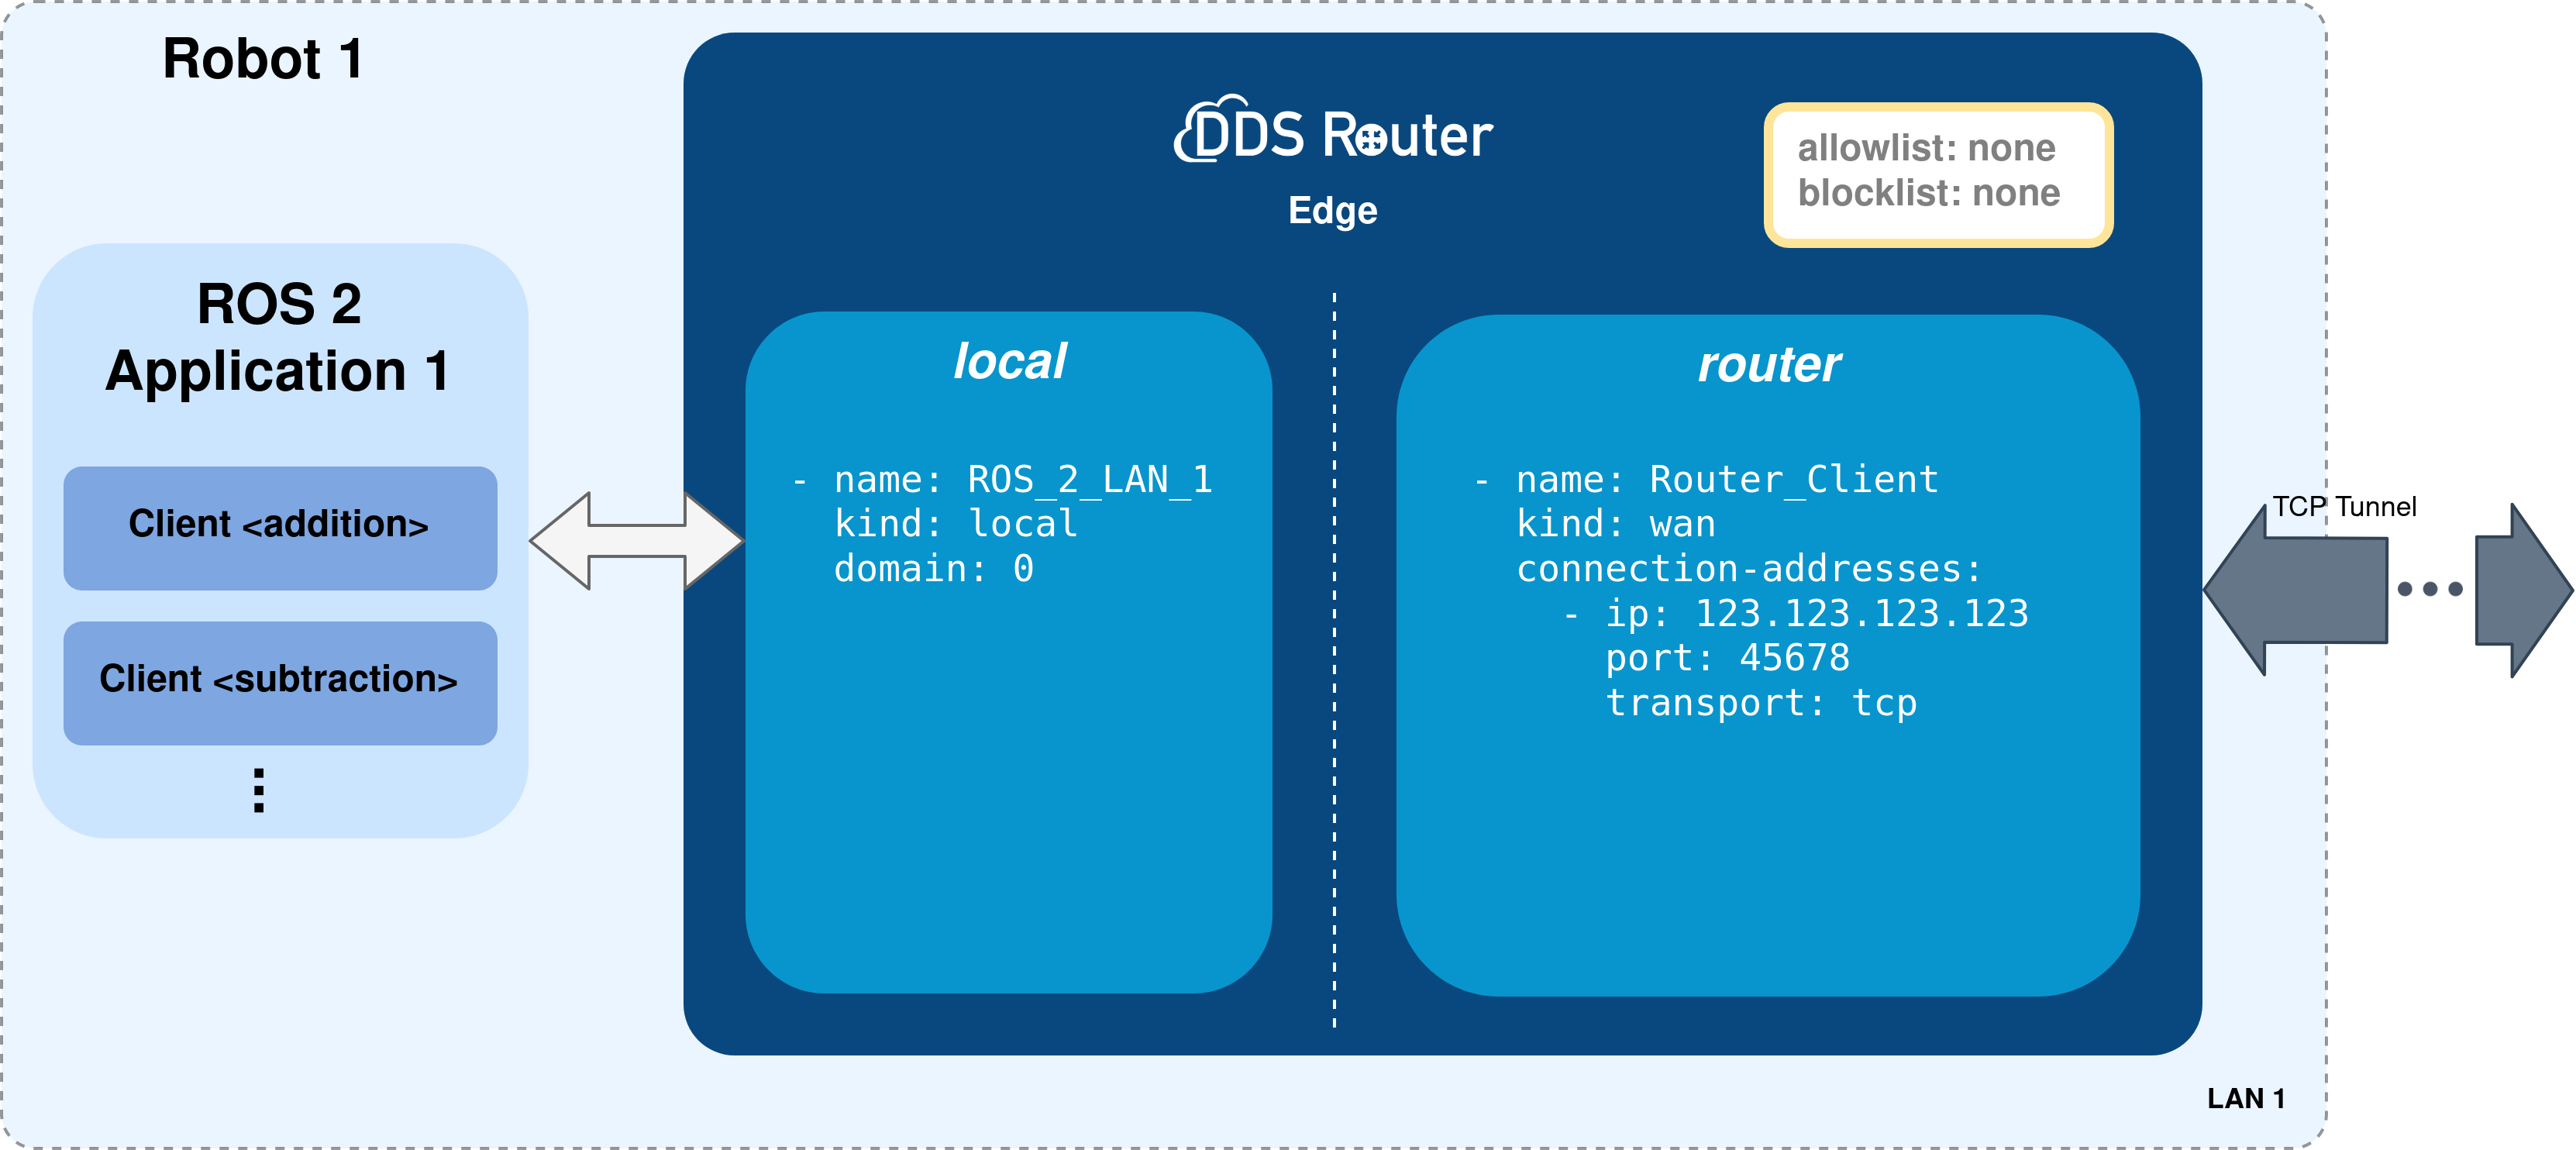 Robot 1
ROS 2
Application 1
Client <addition>
Client <subtraction>
DDS Router
Edge
allowlist: none
blocklist: none
local
- name: ROS_2_LAN_1
  kind: local
  domain: 0
router
- name: Router_Client
  kind: wan
  connection-addresses:
    - ip: 123.123.123.123
      port: 45678
      transport: tcp
TCP Tunnel
LAN 1